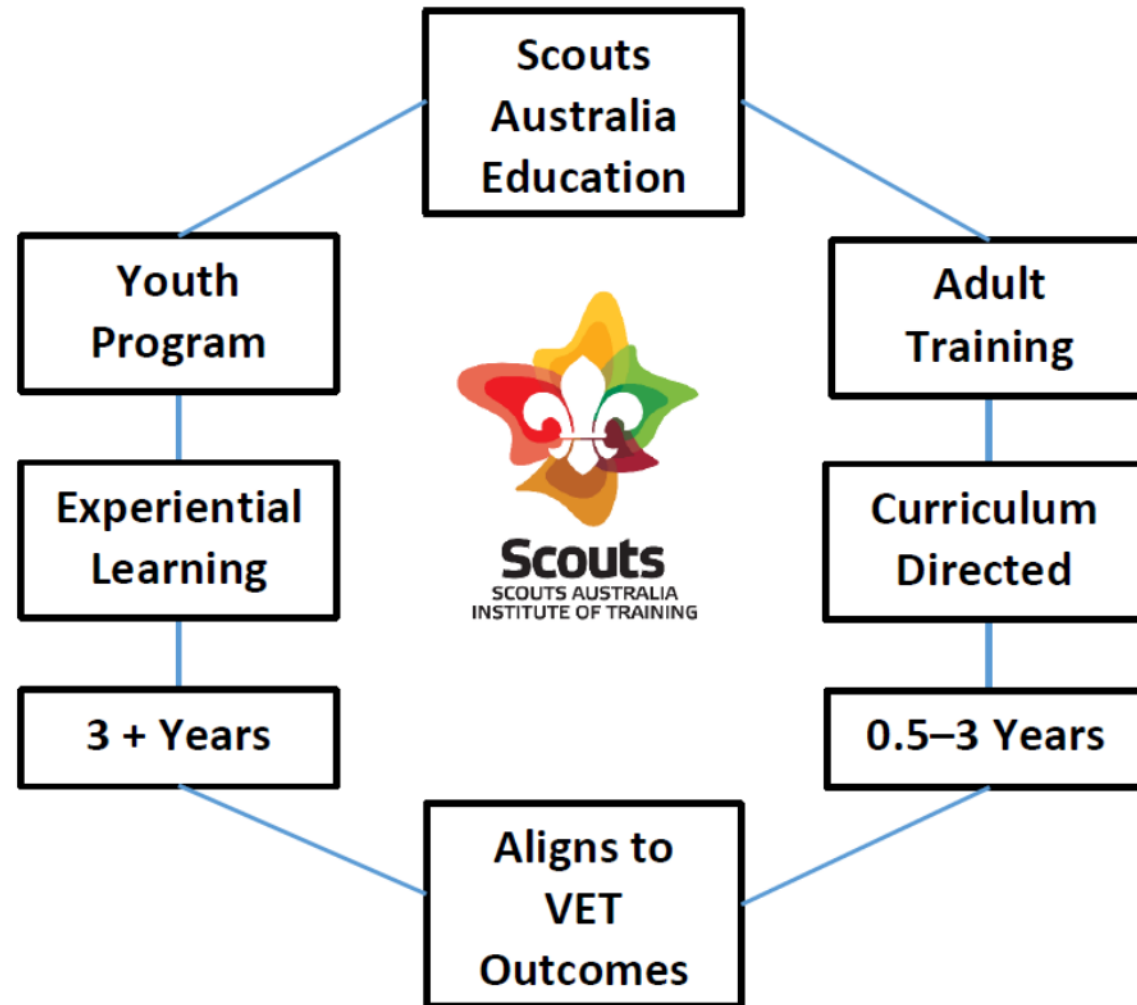 Scouts
Australia
Education
Youth
Program
Adult
Training
Experiential
Learning
Curriculum
Directed
Scouts
SCOUTS AUSTRALIA
INSTITUTE OF TRAINING
3 + Years
0.5–3 Years
Aligns to
VET
Outcomes